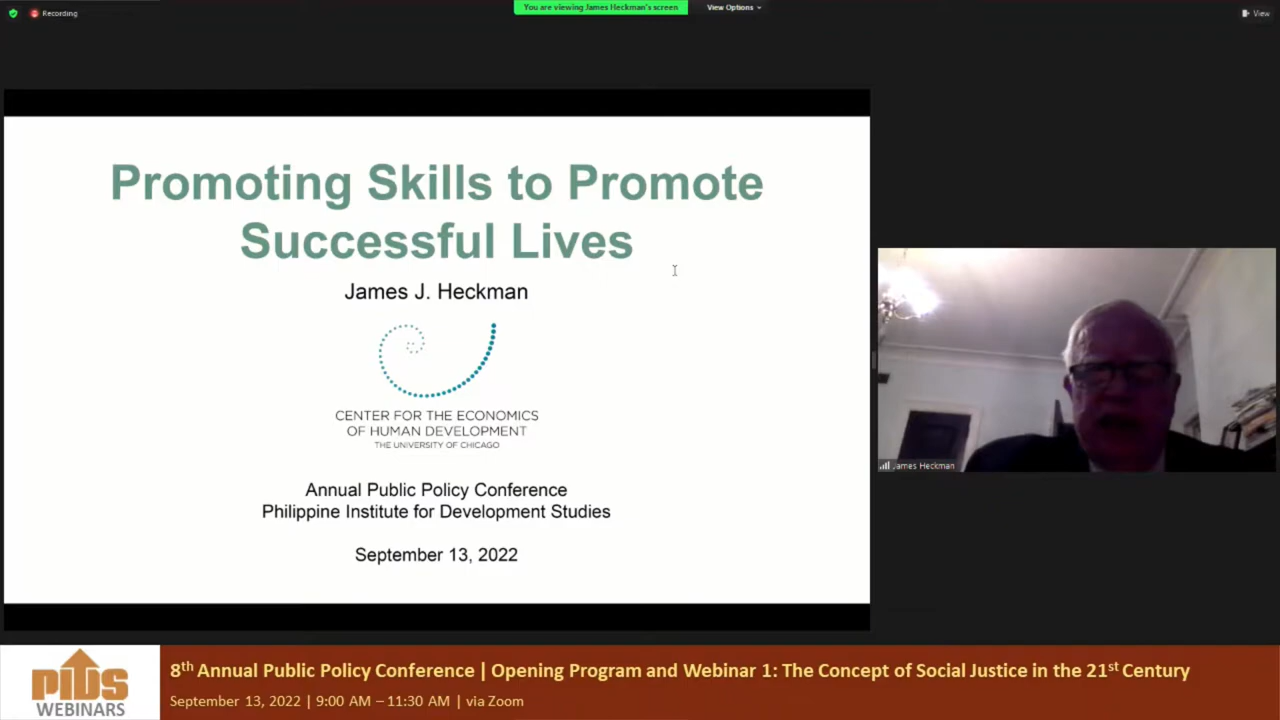 Recording
You are viewing James Heckman's screen
View Options
View
Promoting Skills to Promote
Successful Lives
James J. Heckman
CENTER FOR THE ECONOMICS
OF HUMAN DEVELOPMENT
THE UNIVERSITY OF CHICAGO
Annual Public Policy Conference
Philippine Institute for Development Studies
September 13, 2022
James Heckman
pids
WEBINARS
8th Annual Public Policy Conference | Opening Program and Webinar 1: The Concept of Social Justice in the 21st Century
September 13, 2022 | 9:00 AM – 11:30 AM | via Zoom